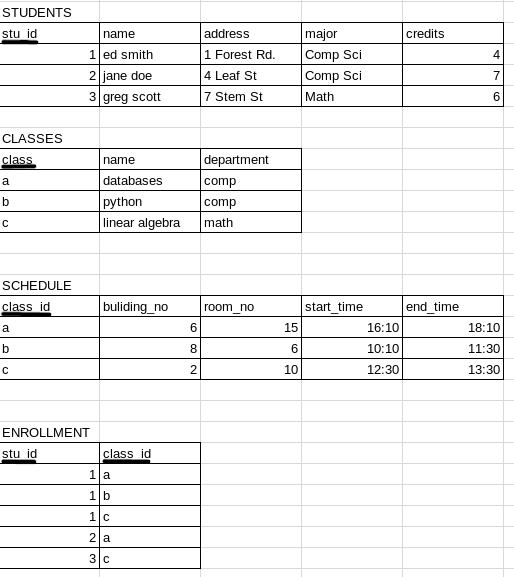 STUDENTS
stu_id name address major credits
1 ed smith 1 Forest Rd. Comp Sci 4
2 jane doe 4 Leaf St Comp Sci 7
3 greg scott 7 Stem St Math 6
CLASSES
class name department
a databases comp
b python comp
c linear algebra math
SCHEDULE
class_id buliding_no room_no start_time end_time
a 6 15 16:10 18:10
b 8 6 10:10 11:30
c 2 10 12:30 13:30
ENROLLMENT
stu_id class_id
1 a
1 b
1 c
2 a
3 c